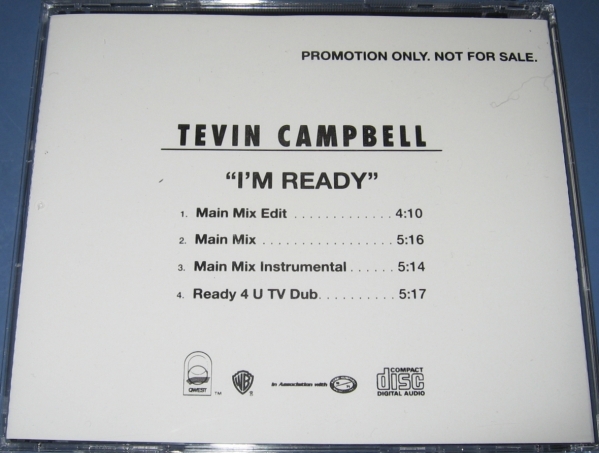 PROMOTION ONLY. NOT FOR SALE.
TEVIN CAMPBELL
“I’M READY”
1. Main Mix Edit . . . . . . . . . . . . . 4:10
2. Main Mix . . . . . . . . . . . . . . . . . 5:16
3. Main Mix Instrumental . . . . . . 5:14
4. Ready 4 U TV Dub. . . . . . . . . . 5:17
QWEST ™ WB ® In Association with COMPACT disc DIGITAL AUDIO